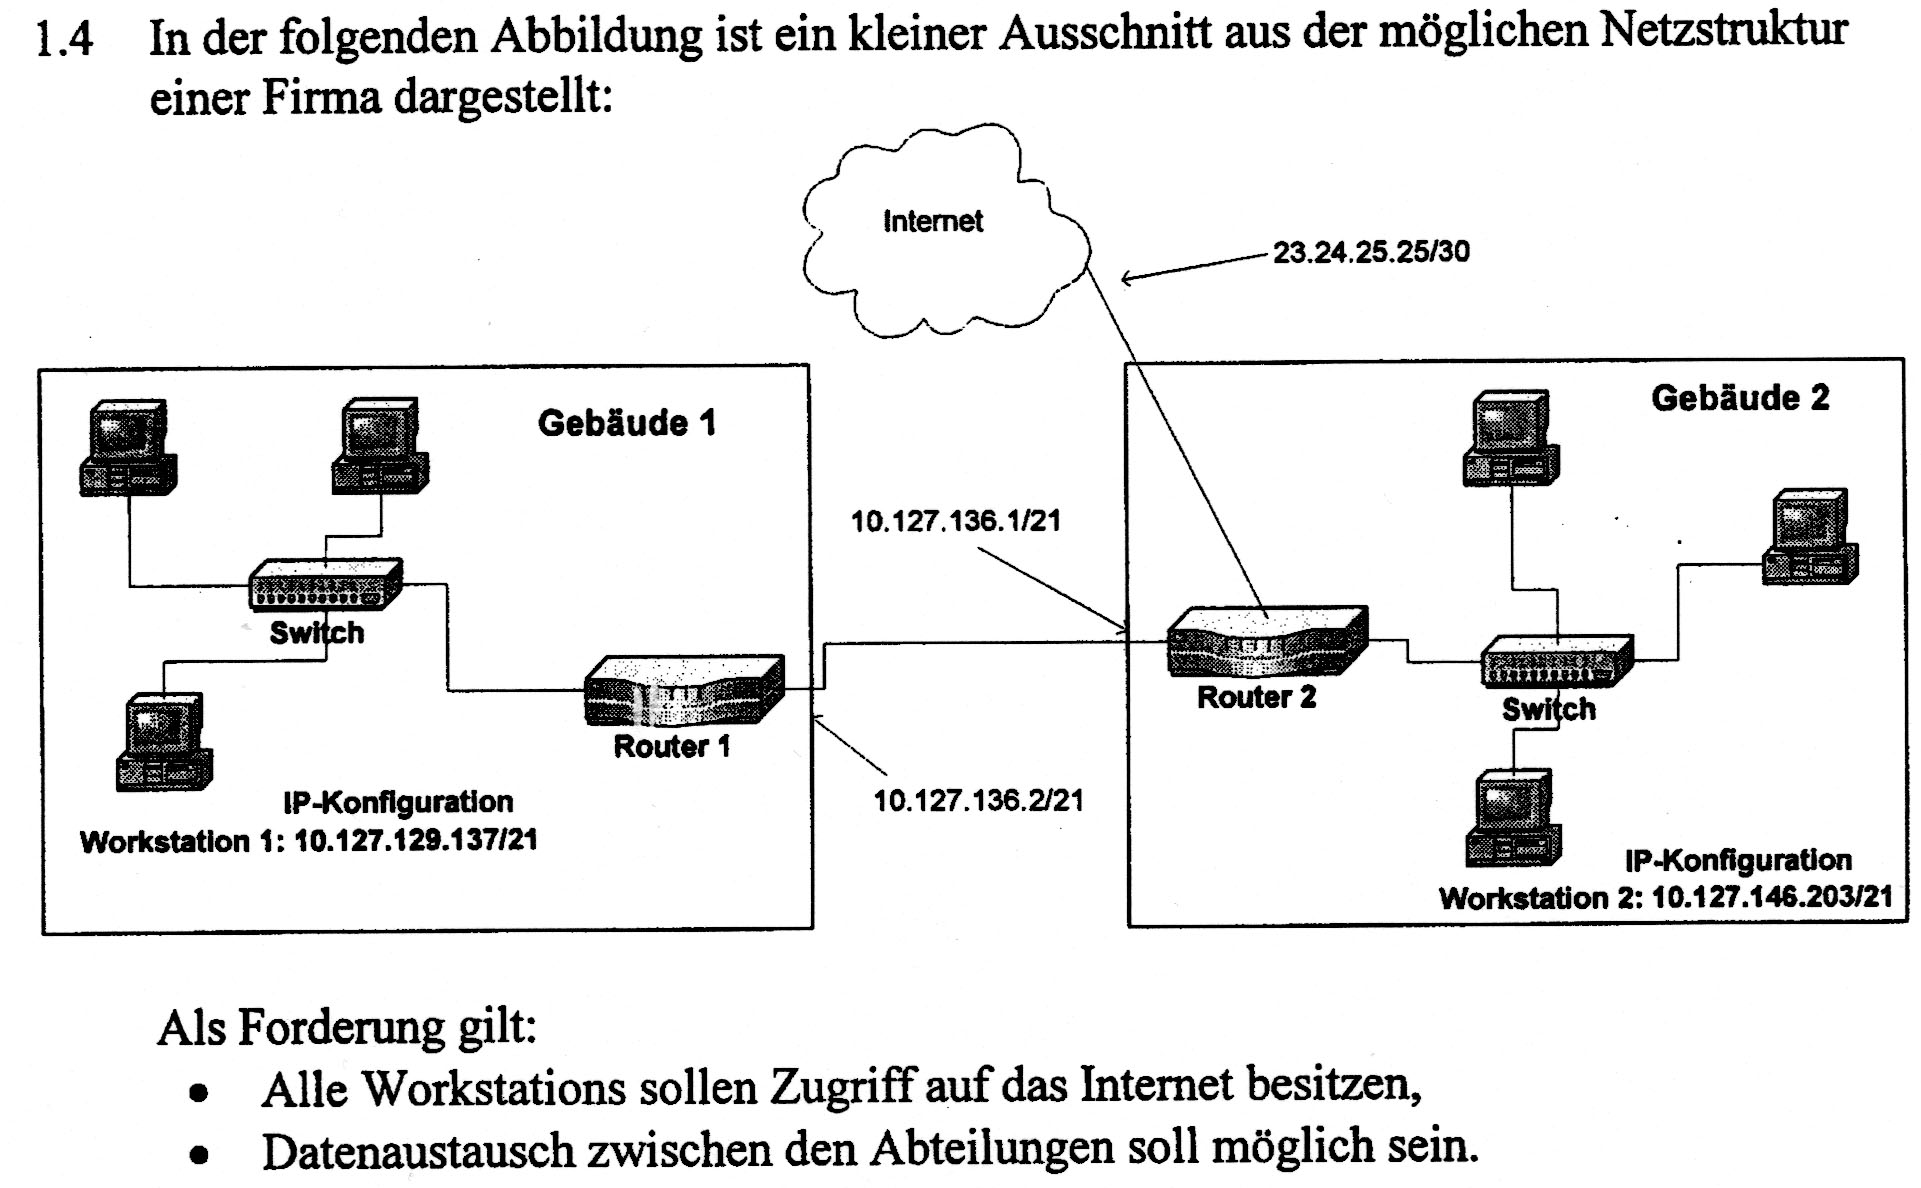 1.4 In der folgenden Abbildung ist ein kleiner Ausschnitt aus der möglichen Netzstruktur
einer Firma dargestellt:
Internet
23.24.25.25/30
Gebäude 1
Gebäude 2
10.127.136.1/21
Switch
Router 1
Router 2
Switch
10.127.136.2/21
IP-Konfiguration
Workstation 1: 10.127.129.137/21
IP-Konfiguration
Workstation 2: 10.127.146.203/21
Als Forderung gilt:
• Alle Workstations sollen Zugriff auf das Internet besitzen,
• Datenaustausch zwischen den Abteilungen soll möglich sein.